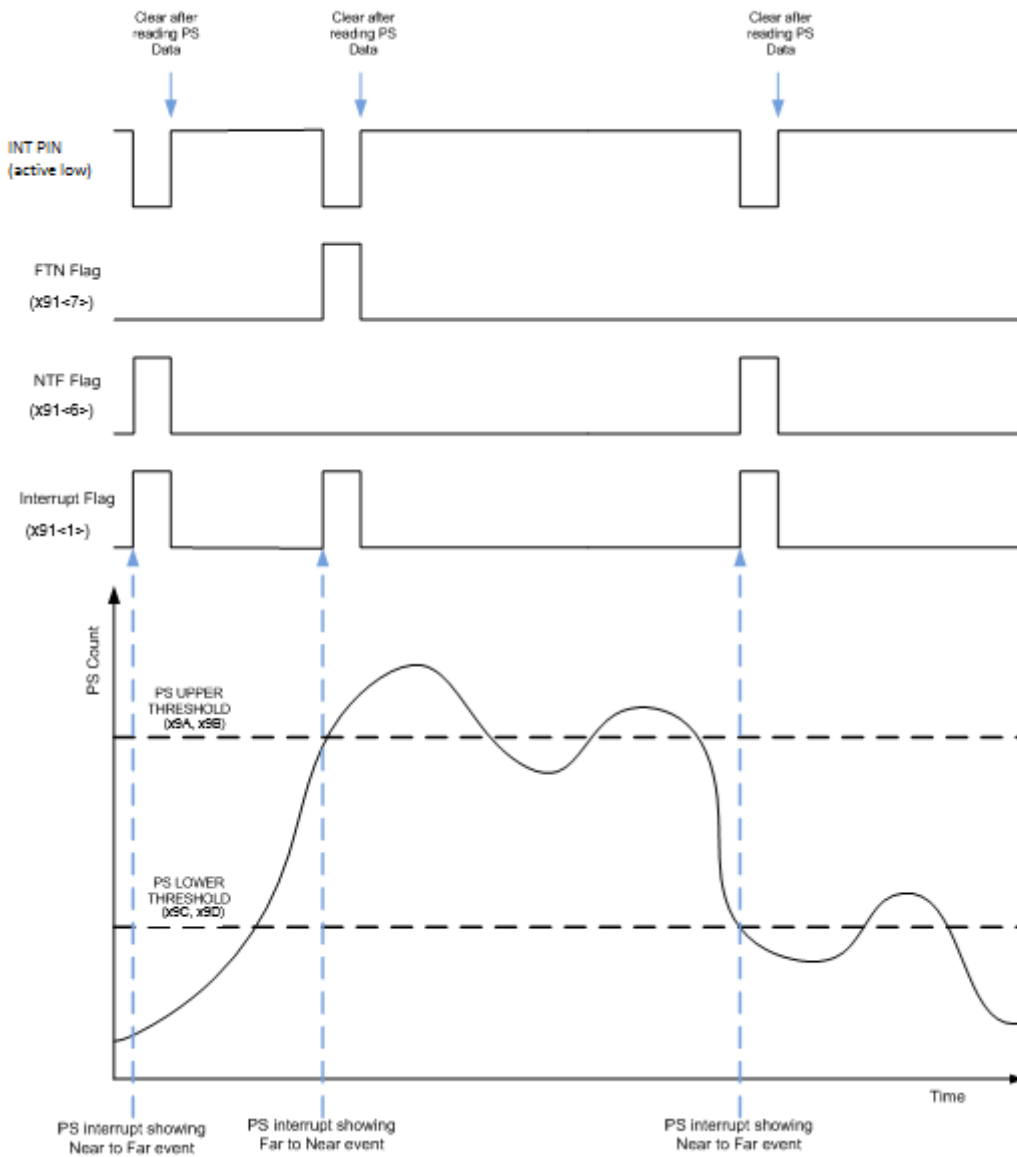 Clear after
reading PS
Data
Clear after
reading PS
Data
Clear after
reading PS
Data
INT PIN
(active low)
FTN Flag
(x91<7>)
NTF Flag
(x91<6>)
Interrupt Flag
(x91<1>)
PS Count
PS UPPER
THRESHOLD
(x9A, x9B)
PS LOWER
THRESHOLD
(x9C, x9D)
Time
PS interrupt showing
Near to Far event
PS interrupt showing
Far to Near event
PS interrupt showing
Near to Far event